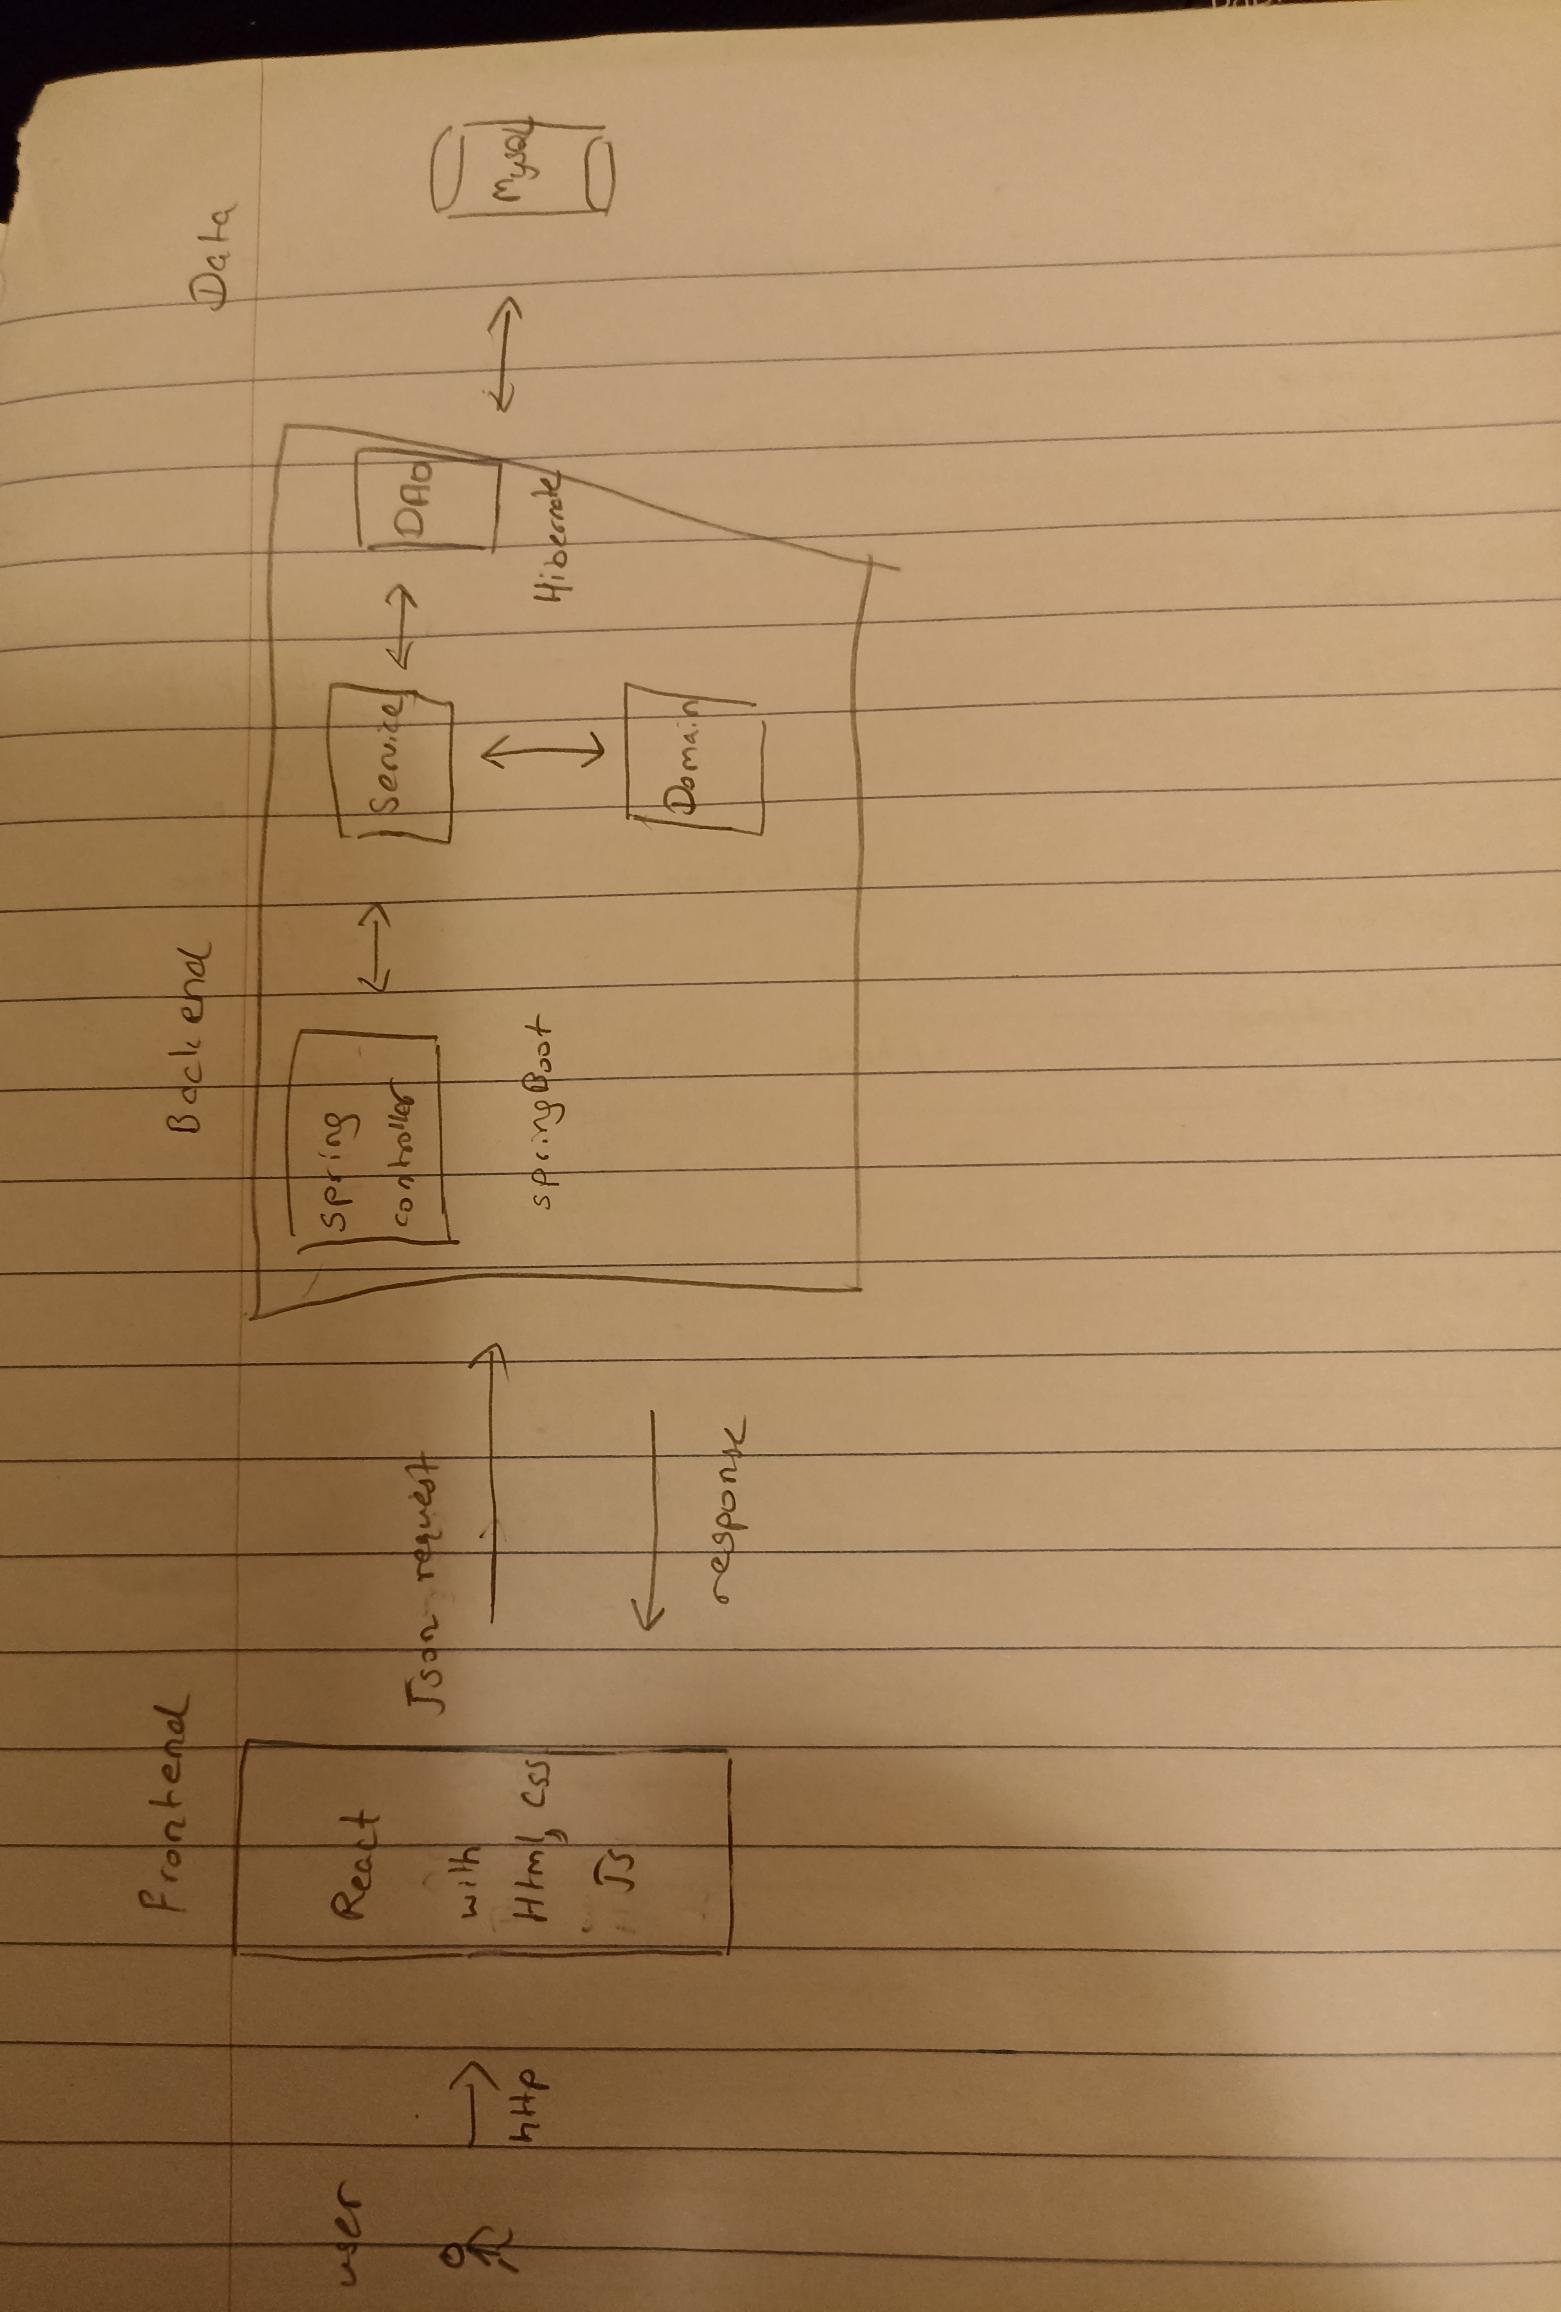 user
http
Frontend
React
with
Html, CSS
JS
Json request
response
Backend
spring
controller
springBoot
Service
Domain
DAO
Hibernate
Data
MySQL